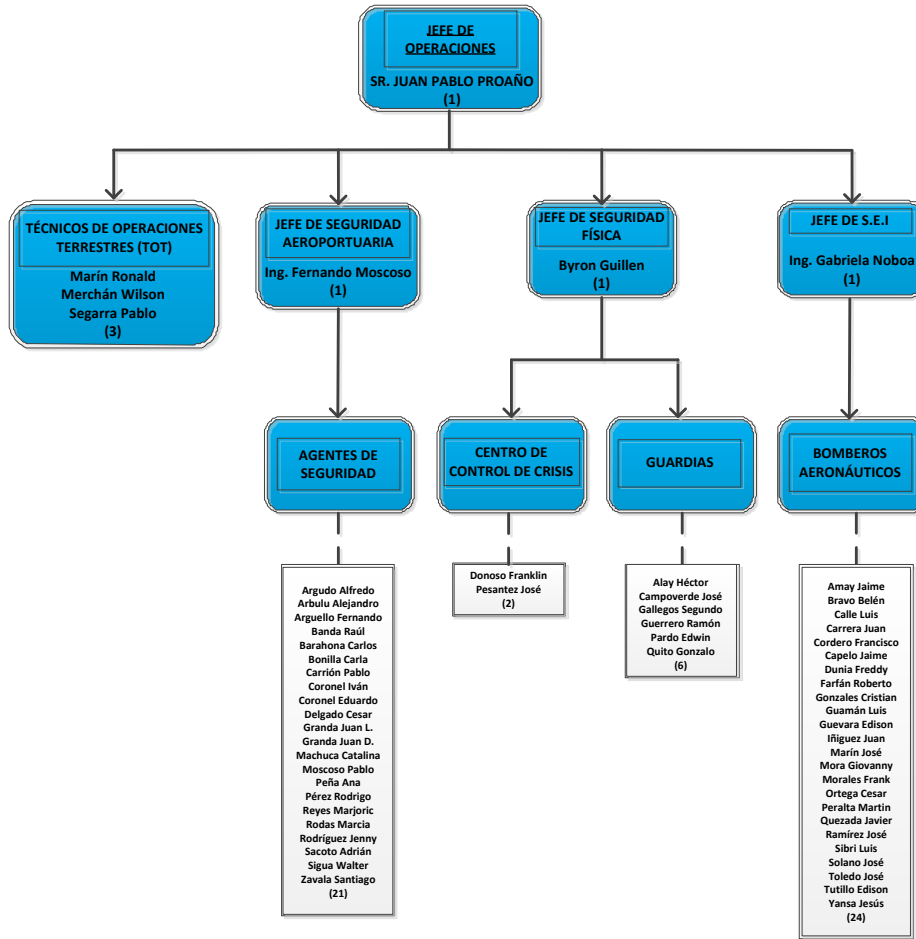 JEFE DE
OPERACIONES
SR. JUAN PABLO PROAÑO
(1)
TÉCNICOS DE OPERACIONES
TERRESTRES (TOT)
Marín Ronald
Merchán Wilson
Segarra Pablo
(3)
JEFE DE SEGURIDAD
AEROPORTUARIA
Ing. Fernando Moscoso
(1)
JEFE DE SEGURIDAD
FÍSICA
Byron Guillen
(1)
JEFE DE S.E.I
Ing. Gabriela Noboa
(1)
AGENTES DE
SEGURIDAD
CENTRO DE
CONTROL DE CRISIS
GUARDIAS
BOMBEROS
AERONÁUTICOS
Argudo Alfredo
Arbulu Alejandro
Arguello Fernando
Banda Raúl
Barahona Carlos
Bonilla Carla
Carrión Pablo
Coronel Iván
Coronel Eduardo
Delgado Cesar
Granda Juan L.
Granda Juan D.
Machuca Catalina
Moscoso Pablo
Peña Ana
Pérez Rodrigo
Reyes Marjoric
Rodas Marcia
Rodríguez Jenny
Sacoto Adrián
Sigua Walter
Zavala Santiago
(21)
Donoso Franklin
Pesantez José
(2)
Alay Héctor
Campoverde José
Gallegos Segundo
Guerrero Ramón
Pardo Edwin
Quito Gonzalo
(6)
Amay Jaime
Bravo Belén
Calle Luis
Carrera Juan
Cordero Francisco
Capelo Jaime
Dunia Freddy
Farfán Roberto
Gonzales Cristian
Guamán Luis
Guevara Edison
Iñiguez Juan
Marín José
Mora Giovanny
Morales Frank
Ortega Cesar
Peralta Martin
Quezada Javier
Ramírez José
Sibri Luis
Solano José
Toledo José
Tutillo Edison
Yansa Jesús
(24)